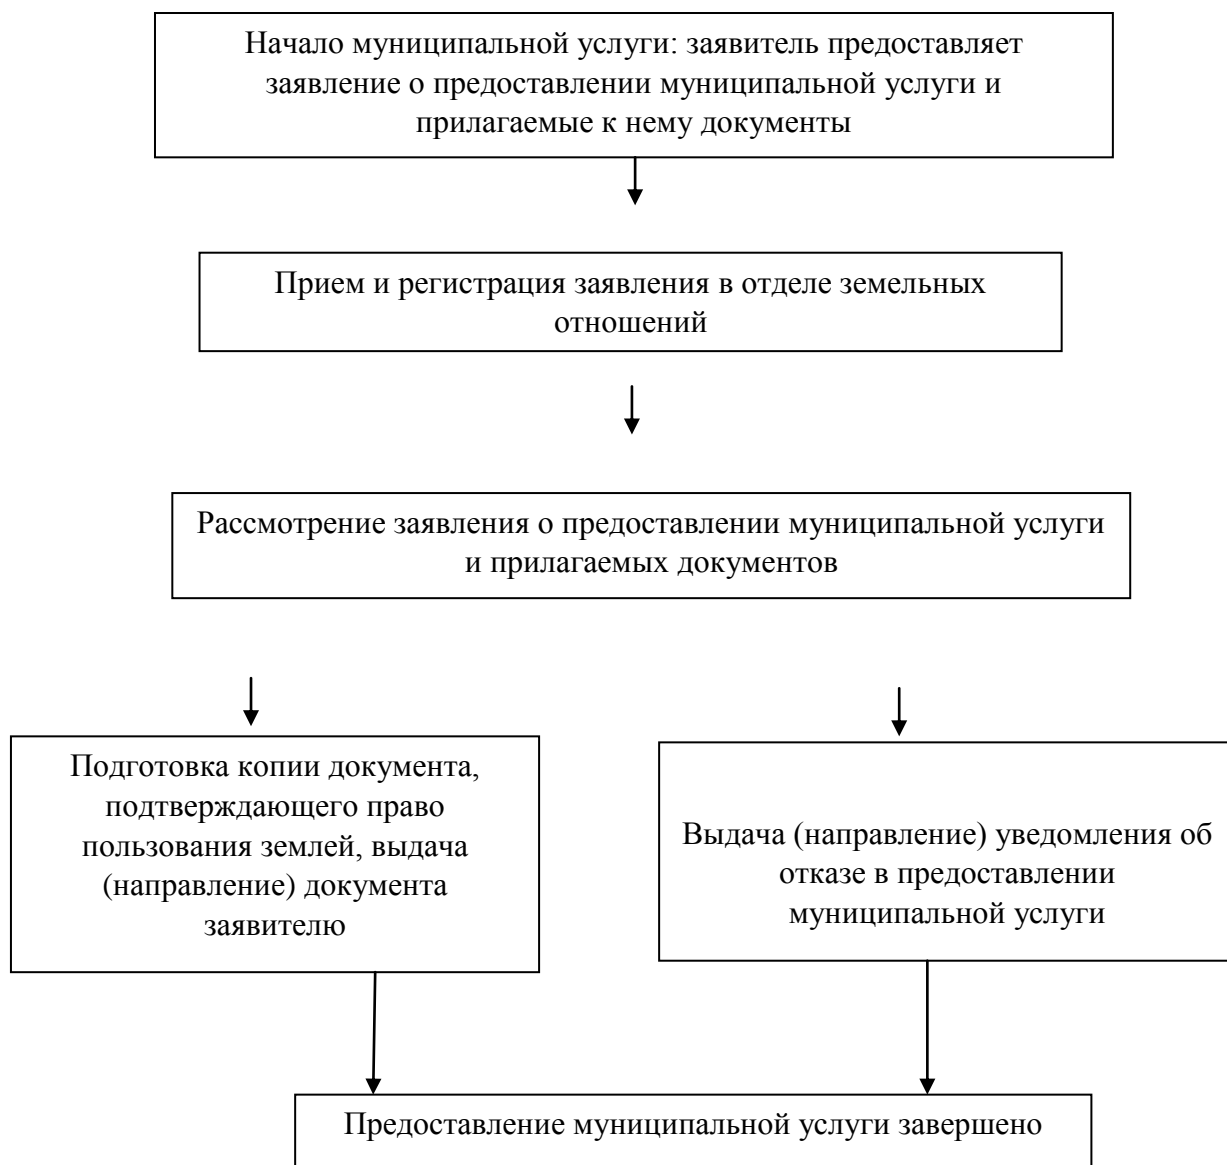 Начало муниципальной услуги: заявитель предоставляет
заявление о предоставлении муниципальной услуги и
прилагаемые к нему документы
Прием и регистрация заявления в отделе земельных
отношений
Рассмотрение заявления о предоставлении муниципальной услуги
и прилагаемых документов
Подготовка копии документа,
подтверждающего право
пользования землей, выдача
(направление) документа
заявителю
Выдача (направление) уведомления об
отказе в предоставлении
муниципальной услуги
Предоставление муниципальной услуги завершено